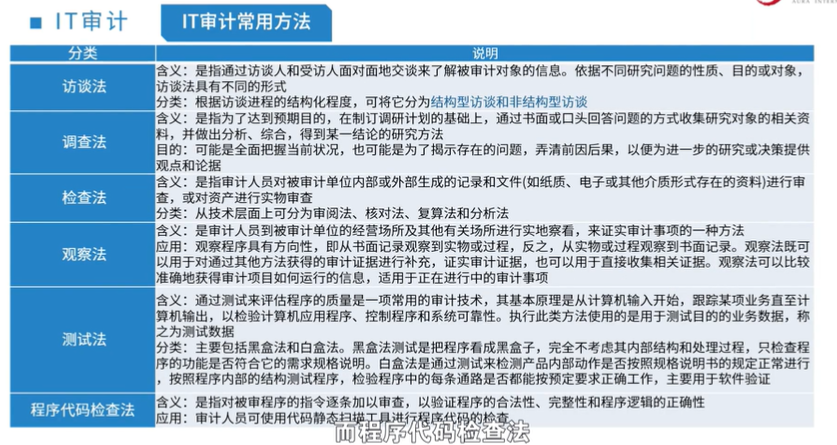 IT审计
IT审计常用方法
分类
说明
访谈法
含义：是指通过访谈人和受访人面对面地交谈来了解被审计对象的信息。依据不同研究问题的性质、目的或对象，
访谈法具有不同的形式
分类：根据访谈进程的结构化程度，可将它分为结构型访谈和非结构型访谈
调查法
含义：是指为了达到预期目的，在制订调研计划的基础上，通过书面或口头回答问题的方式收集研究对象的相关资
料，并做出分析、综合，得到某一结论的研究方法
目的：可能是全面把握当前状况，也可能是为了揭示存在的问题，弄清前因后果，以便为进一步的研究或决策提供
观点和论据
检查法
含义：是指审计人员对被审计单位内部或外部生成的记录和文件(如纸质、电子或其他介质形式存在的资料)进行审
查，或对资产进行实物审查
分类：从技术层面上可分为审阅法、核对法、复算法和分析法
观察法
含义：是审计人员到被审计单位的经营场所及其他有关场所进行实地察看，来证实审计事项的一种方法
应用：观察程序具有方向性，即从书面记录观察到实物或过程，反之，从实物或过程观察到书面记录。观察法既可
以用于对通过其他方法获得的审计证据进行补充，证实审计证据，也可以用于直接收集相关证据。观察法可以比较
准确地获得审计项目如何运行的信息，适用于正在进行中的审计事项
测试法
含义：通过测试来评估程序的质量是一项常用的审计技术，其基本原理是从计算机输入开始，跟踪某项业务直至计
算机输出，以检验计算机应用程序、控制程序和系统可靠性。执行此类方法使用的是用于测试目的的业务数据，称
之为测试数据
分类：主要包括黑盒法和白盒法。黑盒法测试是把程序看成黑盒子，完全不考虑其内部结构和处理过程，只检查程
序的功能是否符合它的需求规格说明。白盒法是通过测试来检测产品内部动作是否按照规格说明书的规定正常进行
，按照程序内部的结构测试程序，检验程序中的每条通路是否都能按预定要求正确工作，主要用于软件验证
程序代码检查法
含义：是指对被审程序的指令逐条加以审查，以验证程序的合法性、完整性和程序逻辑的正确性
应用：审计人员可使用代码静态扫描工具进行程序代码的检查
而程序代码检查法